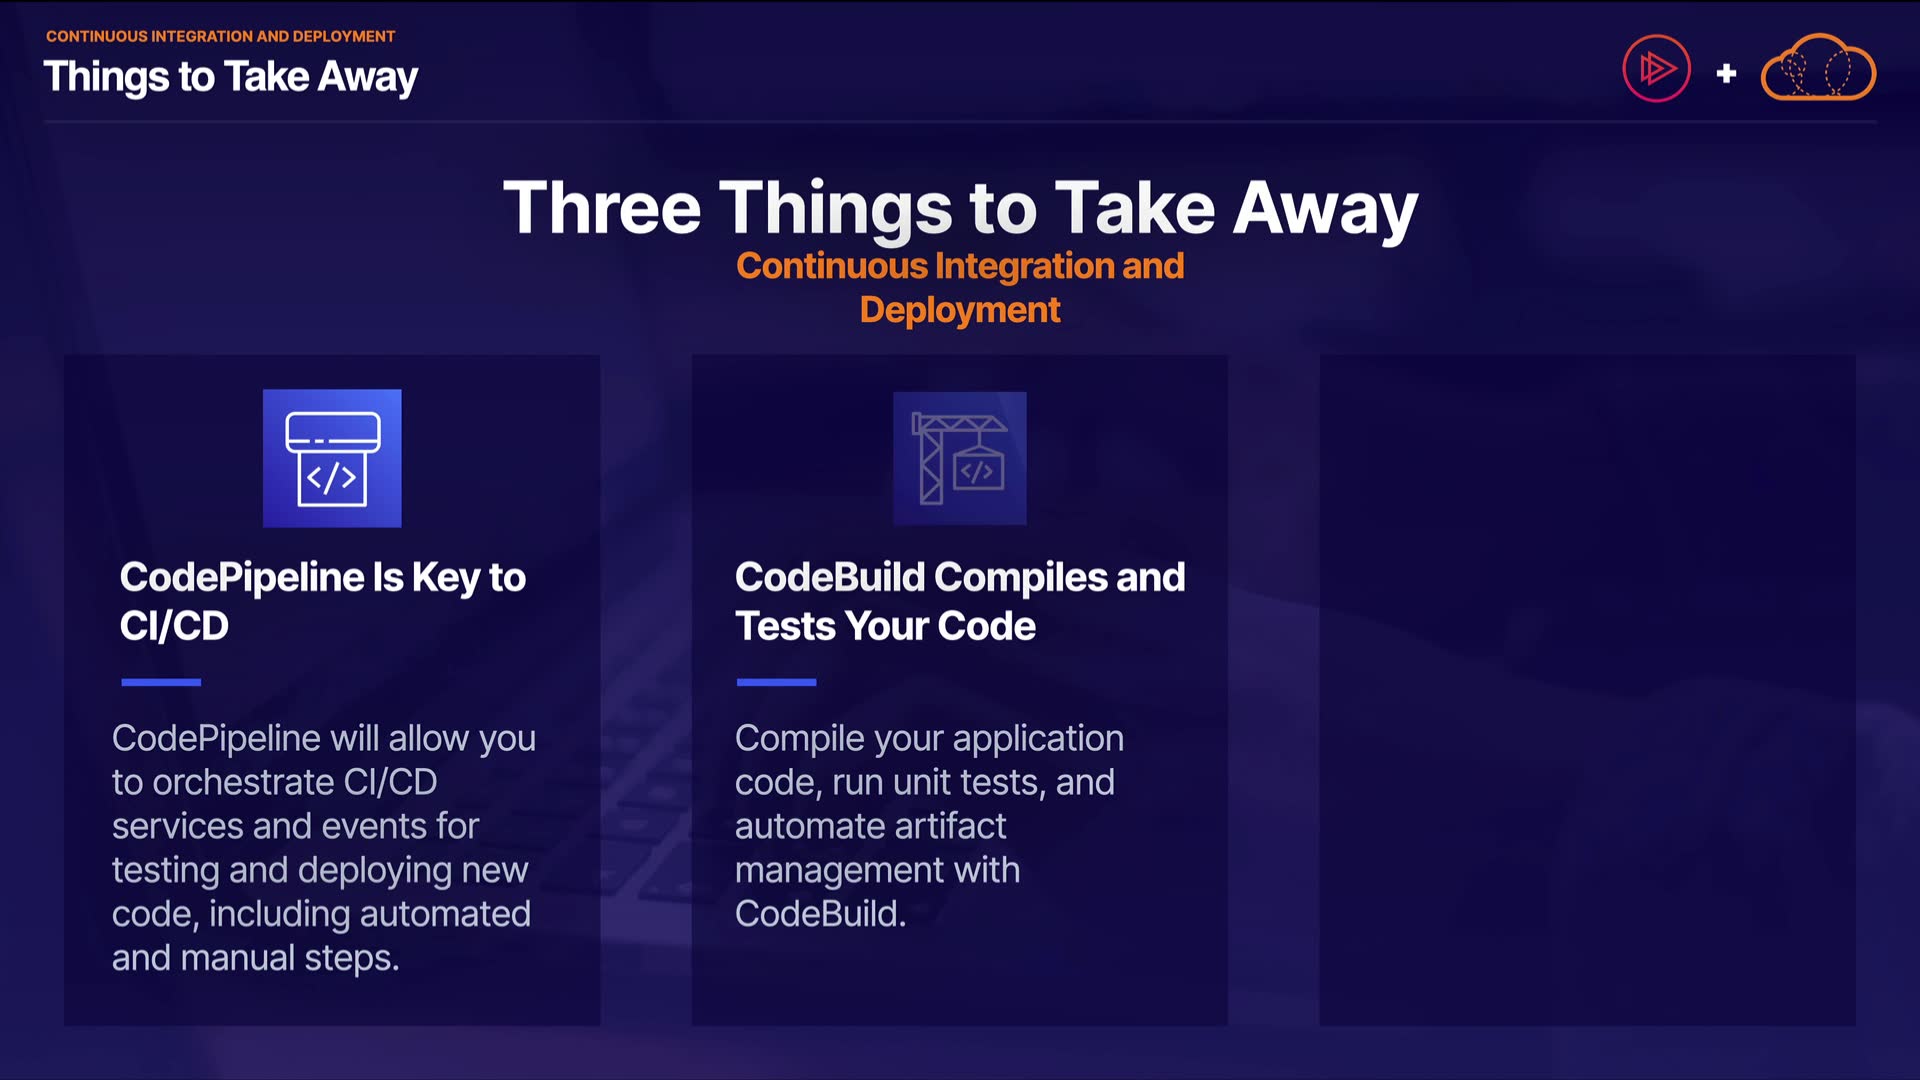 CONTINUOUS INTEGRATION AND DEPLOYMENT
Things to Take Away
Three Things to Take Away
Continuous Integration and
Deployment
</>
CodePipeline Is Key to
CI/CD
CodePipeline will allow you
to orchestrate CI/CD
services and events for
testing and deploying new
code, including automated
and manual steps.
</>
CodeBuild Compiles and
Tests Your Code
Compile your application
code, run unit tests, and
automate artifact
management with
CodeBuild.